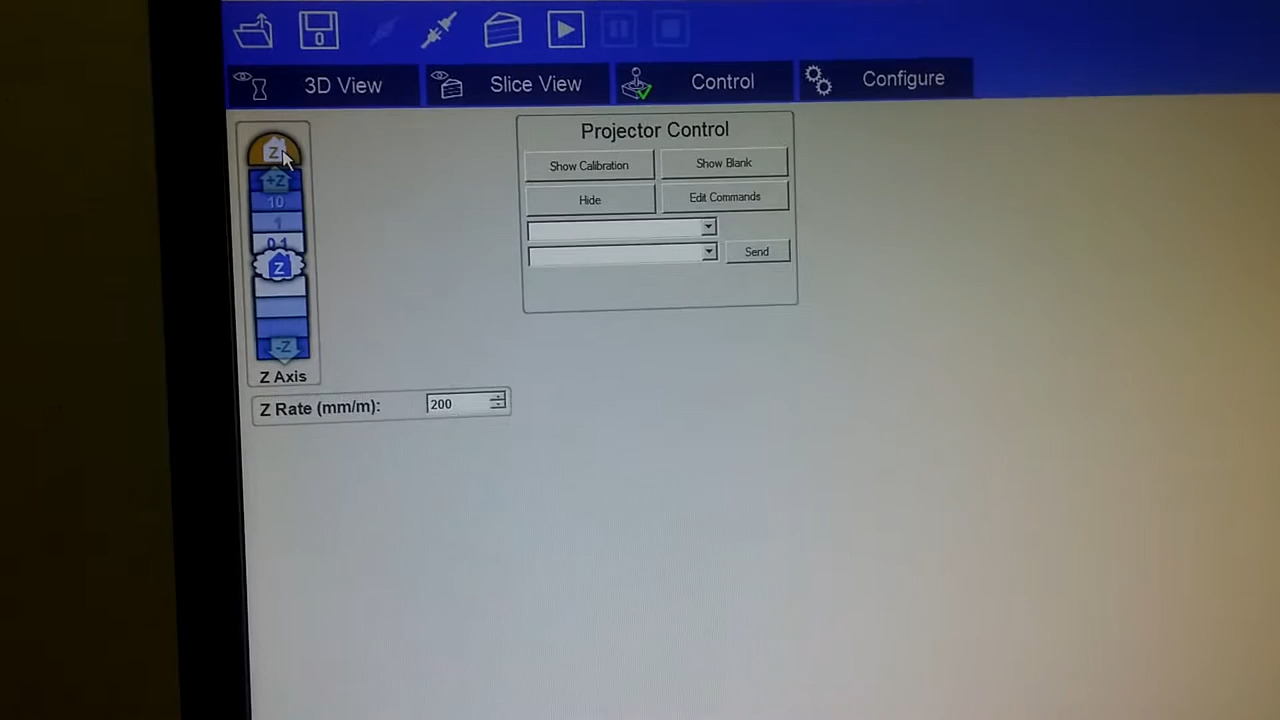 0
3D View
Slice View
Control
Configure
Z
+Z
10
1
0.1
Z
-Z
Z Axis
Z Rate (mm/m):
200
Projector Control
Show Calibration
Show Blank
Hide
Edit Commands
Send